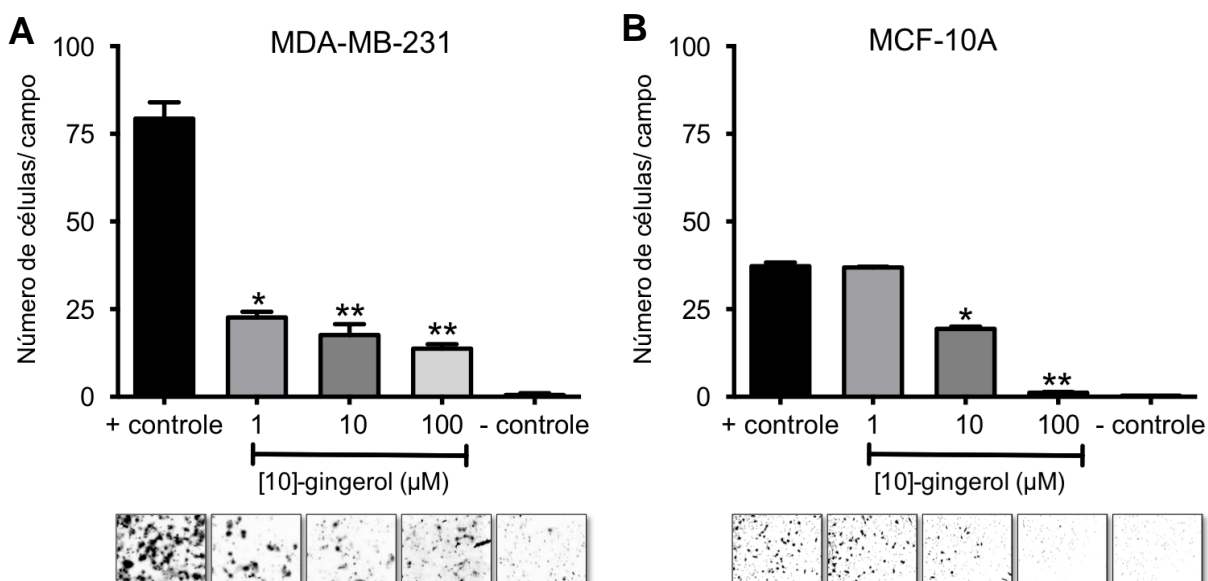 A
MDA-MB-231
Número de células/ campo
100
75
50
25
0
*
**
**
+ controle 1 10 100 - controle
[10]-gingerol (µM)
B
MCF-10A
Número de células/ campo
100
75
50
25
0
*
**
+ controle 1 10 100 - controle
[10]-gingerol (µM)